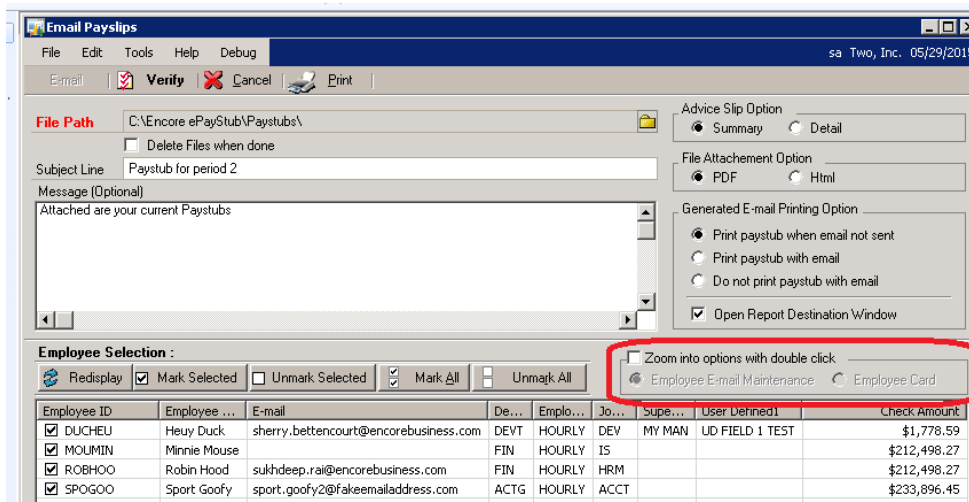 Email Payslips
File Edit Tools Help Debug sa Two, Inc. 05/29/201
E-mail Verify Cancel Print
File Path C:\Encore ePayStub\Paystubs\
Delete Files when done
Subject Line Paystub for period 2
Message (Optional)
Attached are your current Paystubs
Advice Slip Option
Summary Detail
File Attachement Option
PDF Html
Generated E-mail Printing Option
Print paystub when email not sent
Print paystub with email
Do not print paystub with email
Open Report Destination Window
Employee Selection :
Redisplay Mark Selected Unmark Selected Mark All Unmark All
Zoom into options with double click
Employee E-mail Maintenance Employee Card
Employee ID Employee ... E-mail De... Emplo... Jo... Supe... User Defined1 Check Amount
DUCHEU Heuy Duck sherry.bettencourt@encorebusiness.com DEVT HOURLY DEV MY MAN UD FIELD 1 TEST $1,778.59
MOUMIN Minnie Mouse FIN HOURLY IS $212,498.27
ROBHOO Robin Hood sukhdeep.rai@encorebusiness.com FIN HOURLY HRM $212,498.27
SPOGOO Sport Goofy sport.goofy2@fakeemailaddress.com ACTG HOURLY ACCT $233,896.45